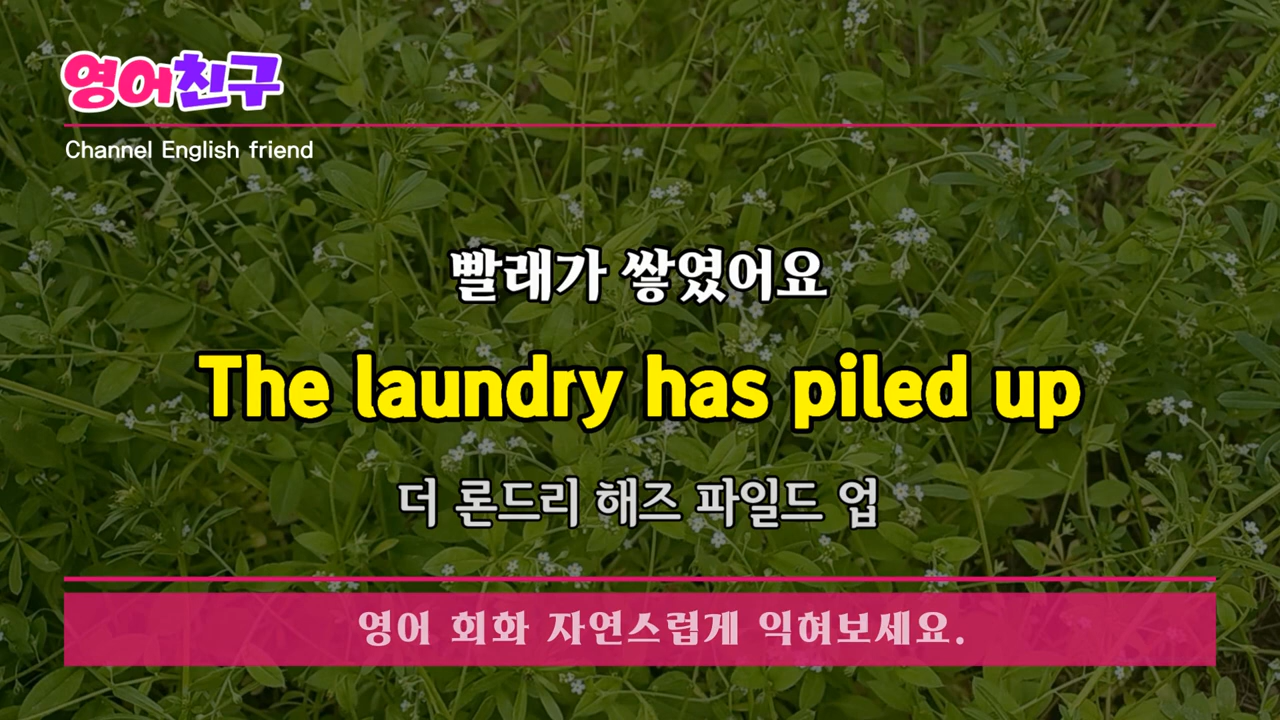 영어친구
Channel English friend
빨래가 쌓였어요
The laundry has piled up
더 론드리 해즈 파일드 업
영어 회화 자연스럽게 익혀보세요.